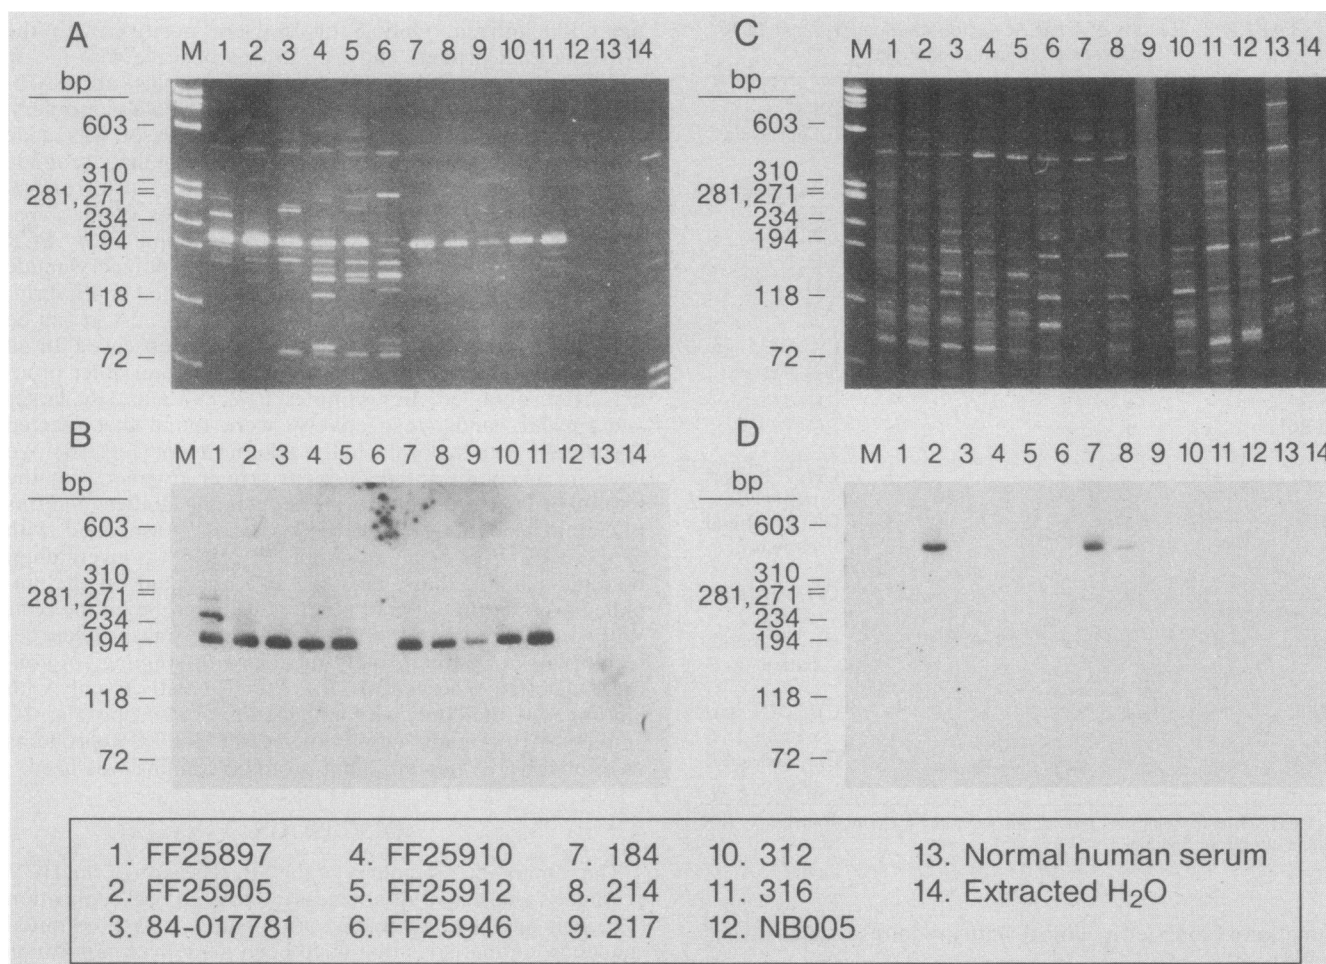 A
M 1 2 3 4 5 6 7 8 9 10 11 12 13 14
bp
603
310
281,271
234
194
118
72
C
M 1 2 3 4 5 6 7 8 9 10 11 12 13 14
bp
603
310
281,271
234
194
118
72
B
M 1 2 3 4 5 6 7 8 9 10 11 12 13 14
bp
603
310
281,271
234
194
118
72
D
M 1 2 3 4 5 6 7 8 9 10 11 12 13 14
bp
603
310
281,271
234
194
118
72
1. FF25897 4. FF25910 7. 184 10. 312 13. Normal human serum
2. FF25905 5. FF25912 8. 214 11. 316 14. Extracted H₂O
3. 84-017781 6. FF25946 9. 217 12. NB005